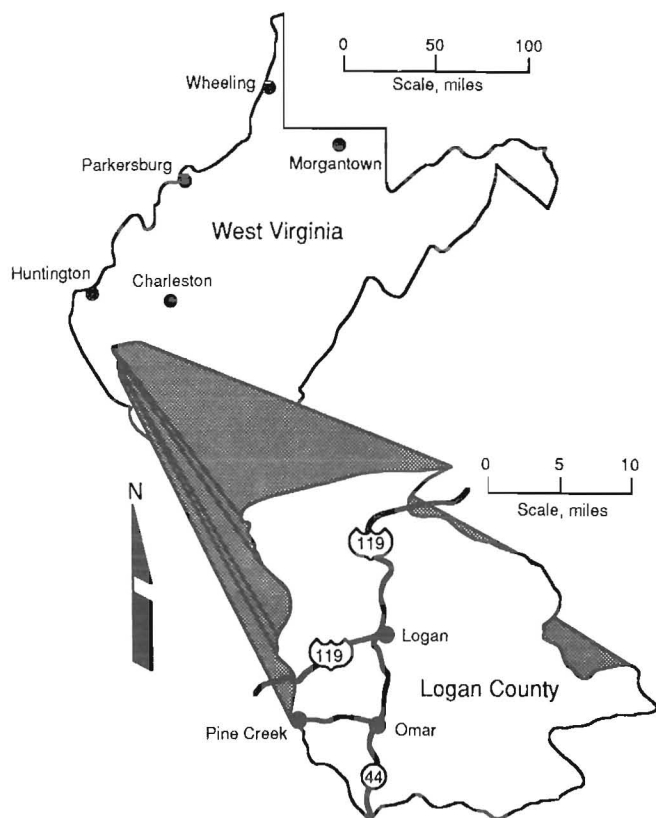 0 50 100
Scale, miles
Wheeling
Morgantown
Parkersburg
West Virginia
Huntington
Charleston
0 5 10
Scale, miles
N
119
Logan
119
Logan County
Pine Creek
Omar
44